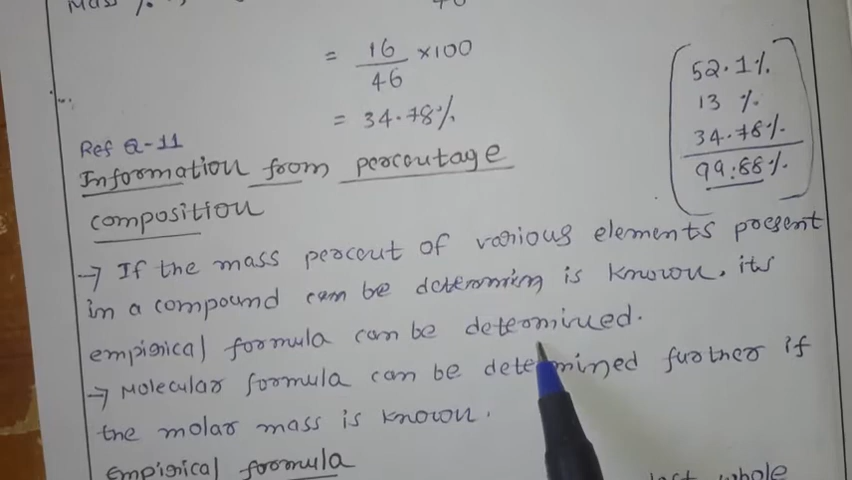 Mass %
= 16/46 ×100
= 34.78%
52.1%
13 %
34.78%
99.88%
Ref Q-11
Information from percentage
composition
→ If the mass percent of various elements present
in a compound can be determining is known, its
empirical formula can be determined.
→ Molecular formula can be determined further if
the molar mass is known.
Empirical formula
whole